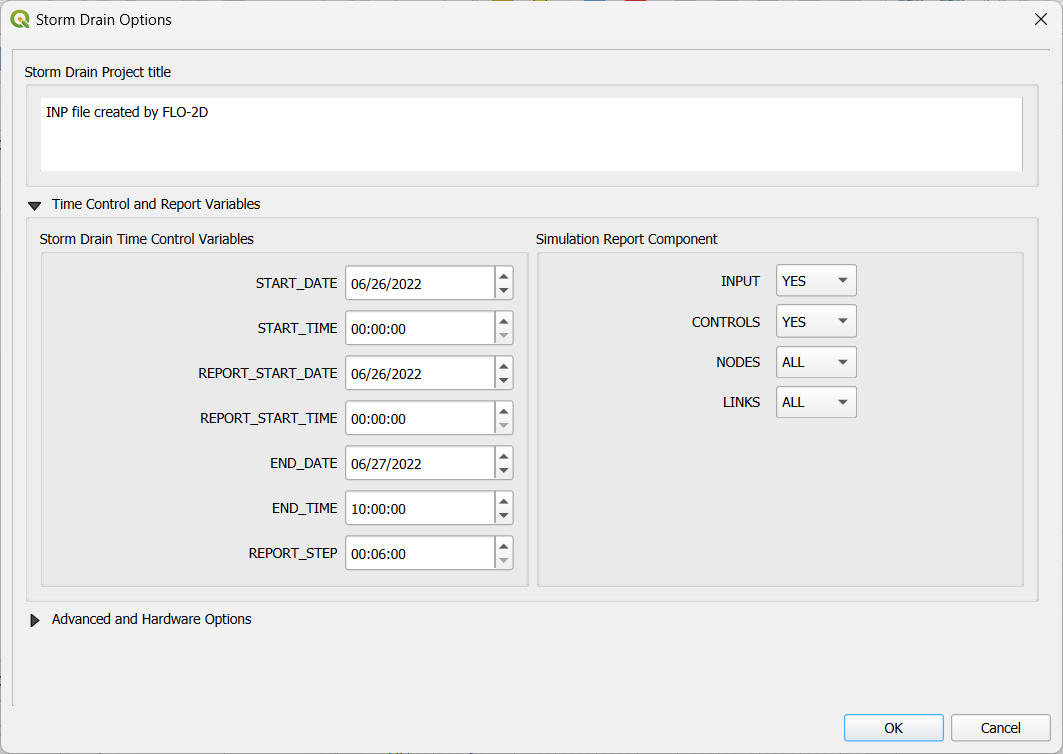 Storm Drain Options
Storm Drain Project title
INP file created by FLO-2D
Time Control and Report Variables
Storm Drain Time Control Variables
START_DATE 06/26/2022
START_TIME 00:00:00
REPORT_START_DATE 06/26/2022
REPORT_START_TIME 00:00:00
END_DATE 06/27/2022
END_TIME 10:00:00
REPORT_STEP 00:06:00
Simulation Report Component
INPUT YES
CONTROLS YES
NODES ALL
LINKS ALL
Advanced and Hardware Options
OK Cancel